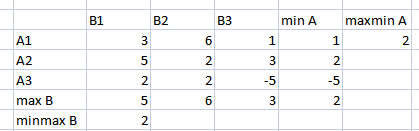 B1 B2 B3 min A maxmin A
A1 3 6 1 1 2
A2 5 2 3 2
A3 2 2 -5 -5
max B 5 6 3 2
minmax B 2